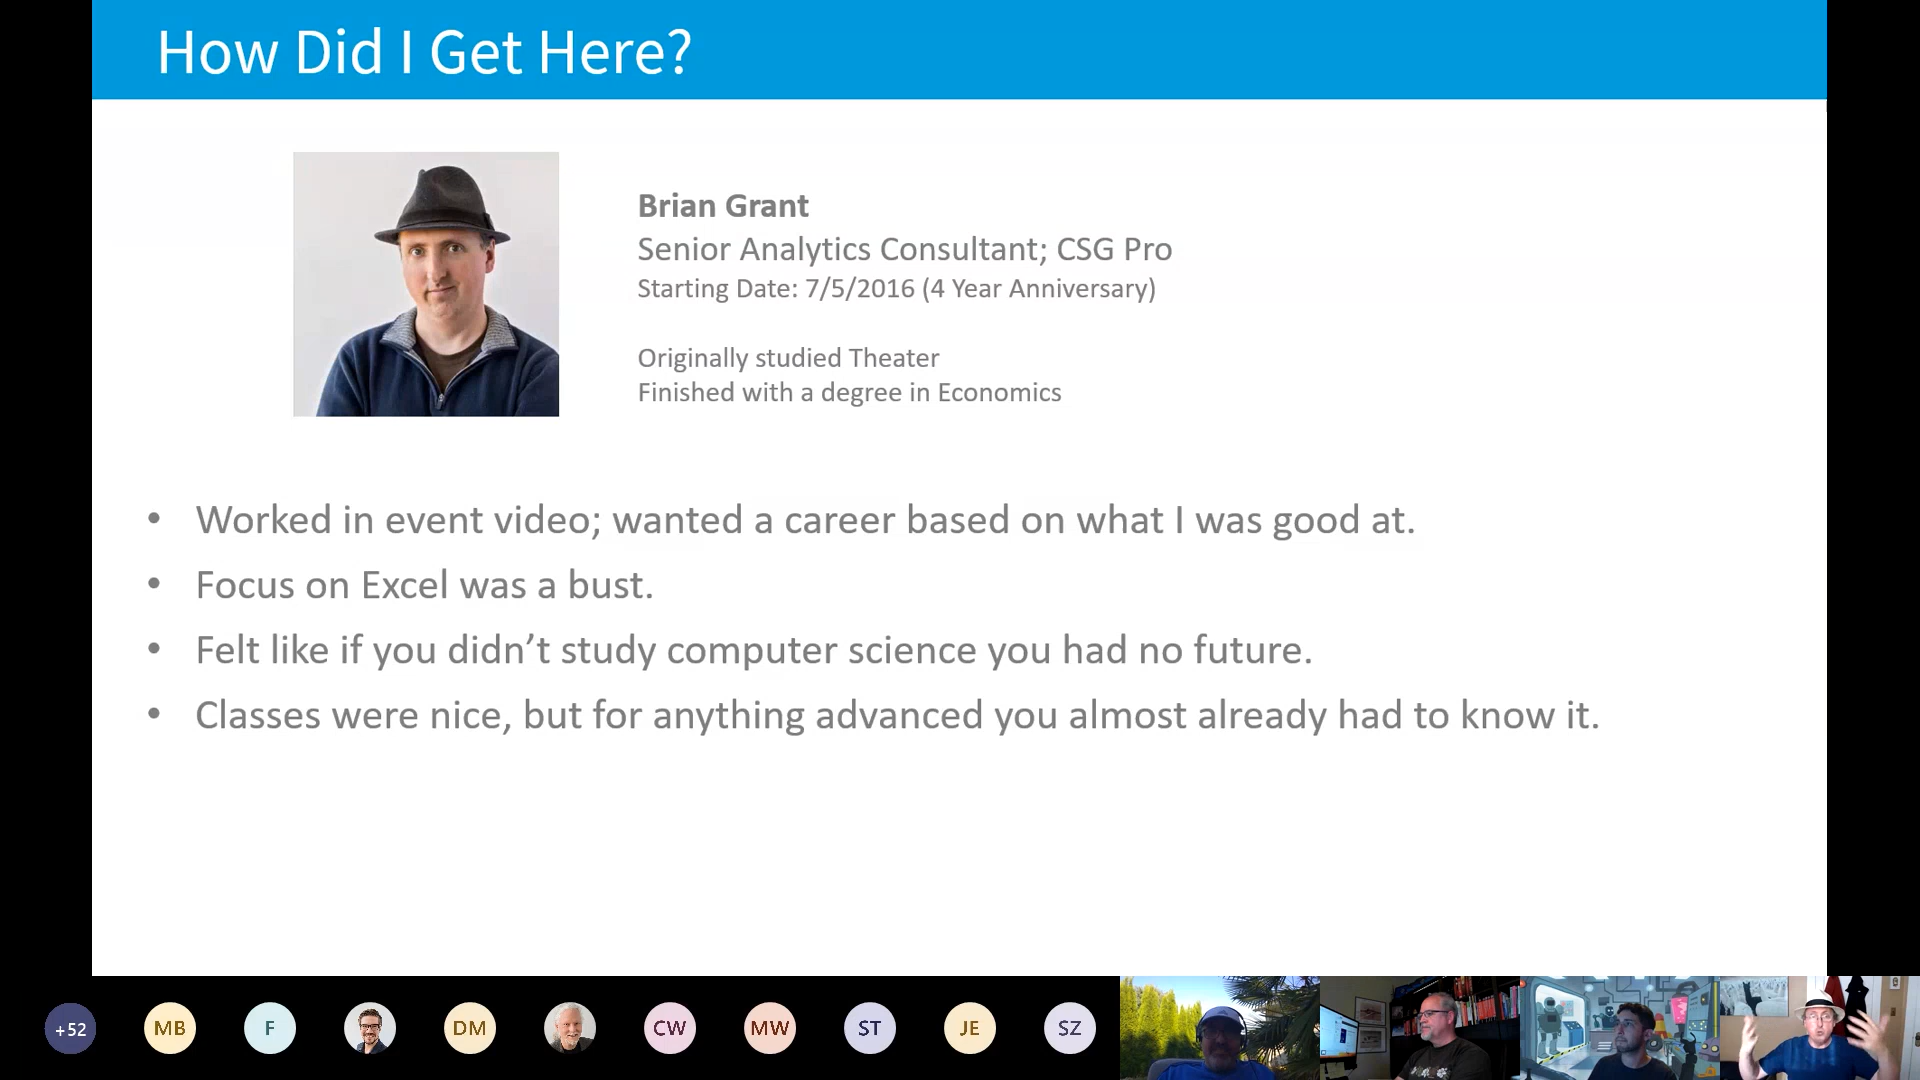 How Did I Get Here?
Brian Grant
Senior Analytics Consultant; CSG Pro
Starting Date: 7/5/2016 (4 Year Anniversary)
Originally studied Theater
Finished with a degree in Economics
• Worked in event video; wanted a career based on what I was good at.
• Focus on Excel was a bust.
• Felt like if you didn’t study computer science you had no future.
• Classes were nice, but for anything advanced you almost already had to know it.
+52 MB F DM CW MW ST JE SZ